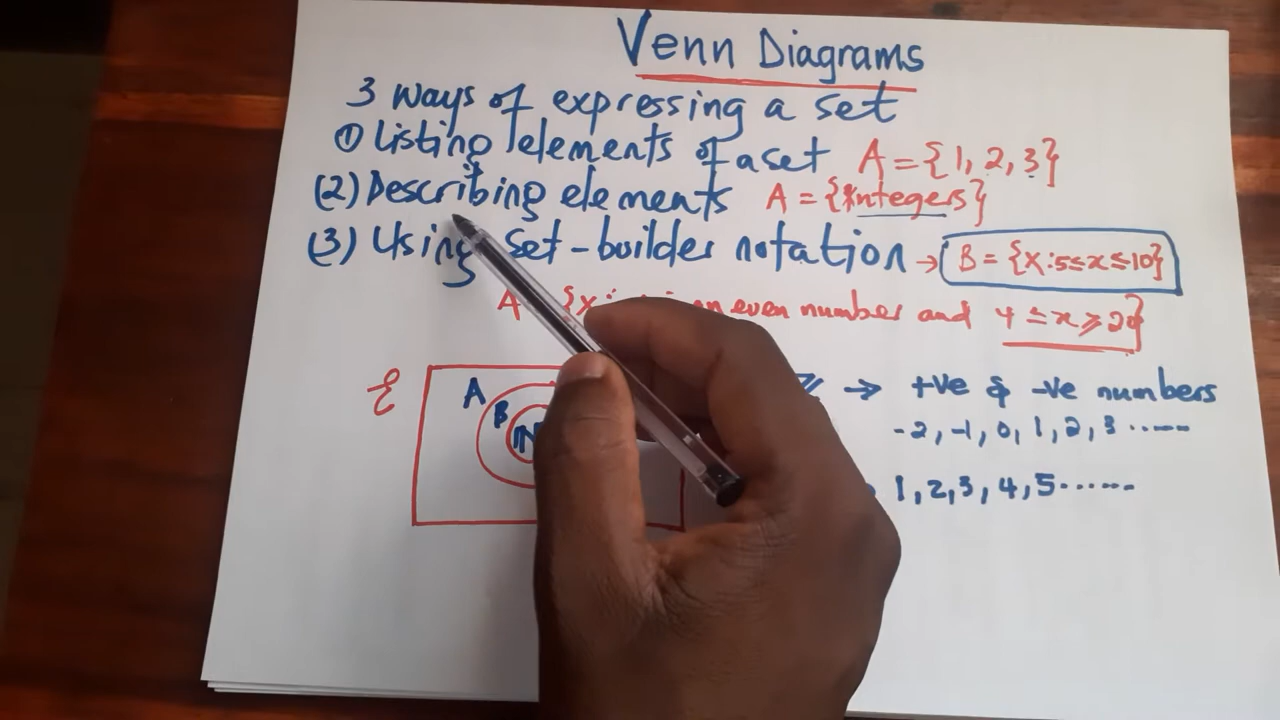 Venn Diagrams
3 ways of expressing a set
① Listing elements of a set A = {1, 2, 3}
(2) Describing elements A = {Integers}
(3) Using set-builder notation → B = {x : 5 ≤ x ≤ 10}
A {x even number and 4 ≤ x ≥ 20}
ξ A B → +ve & -ve numbers
-2, -1, 0, 1, 2, 3 ......
1, 2, 3, 4, 5 ......